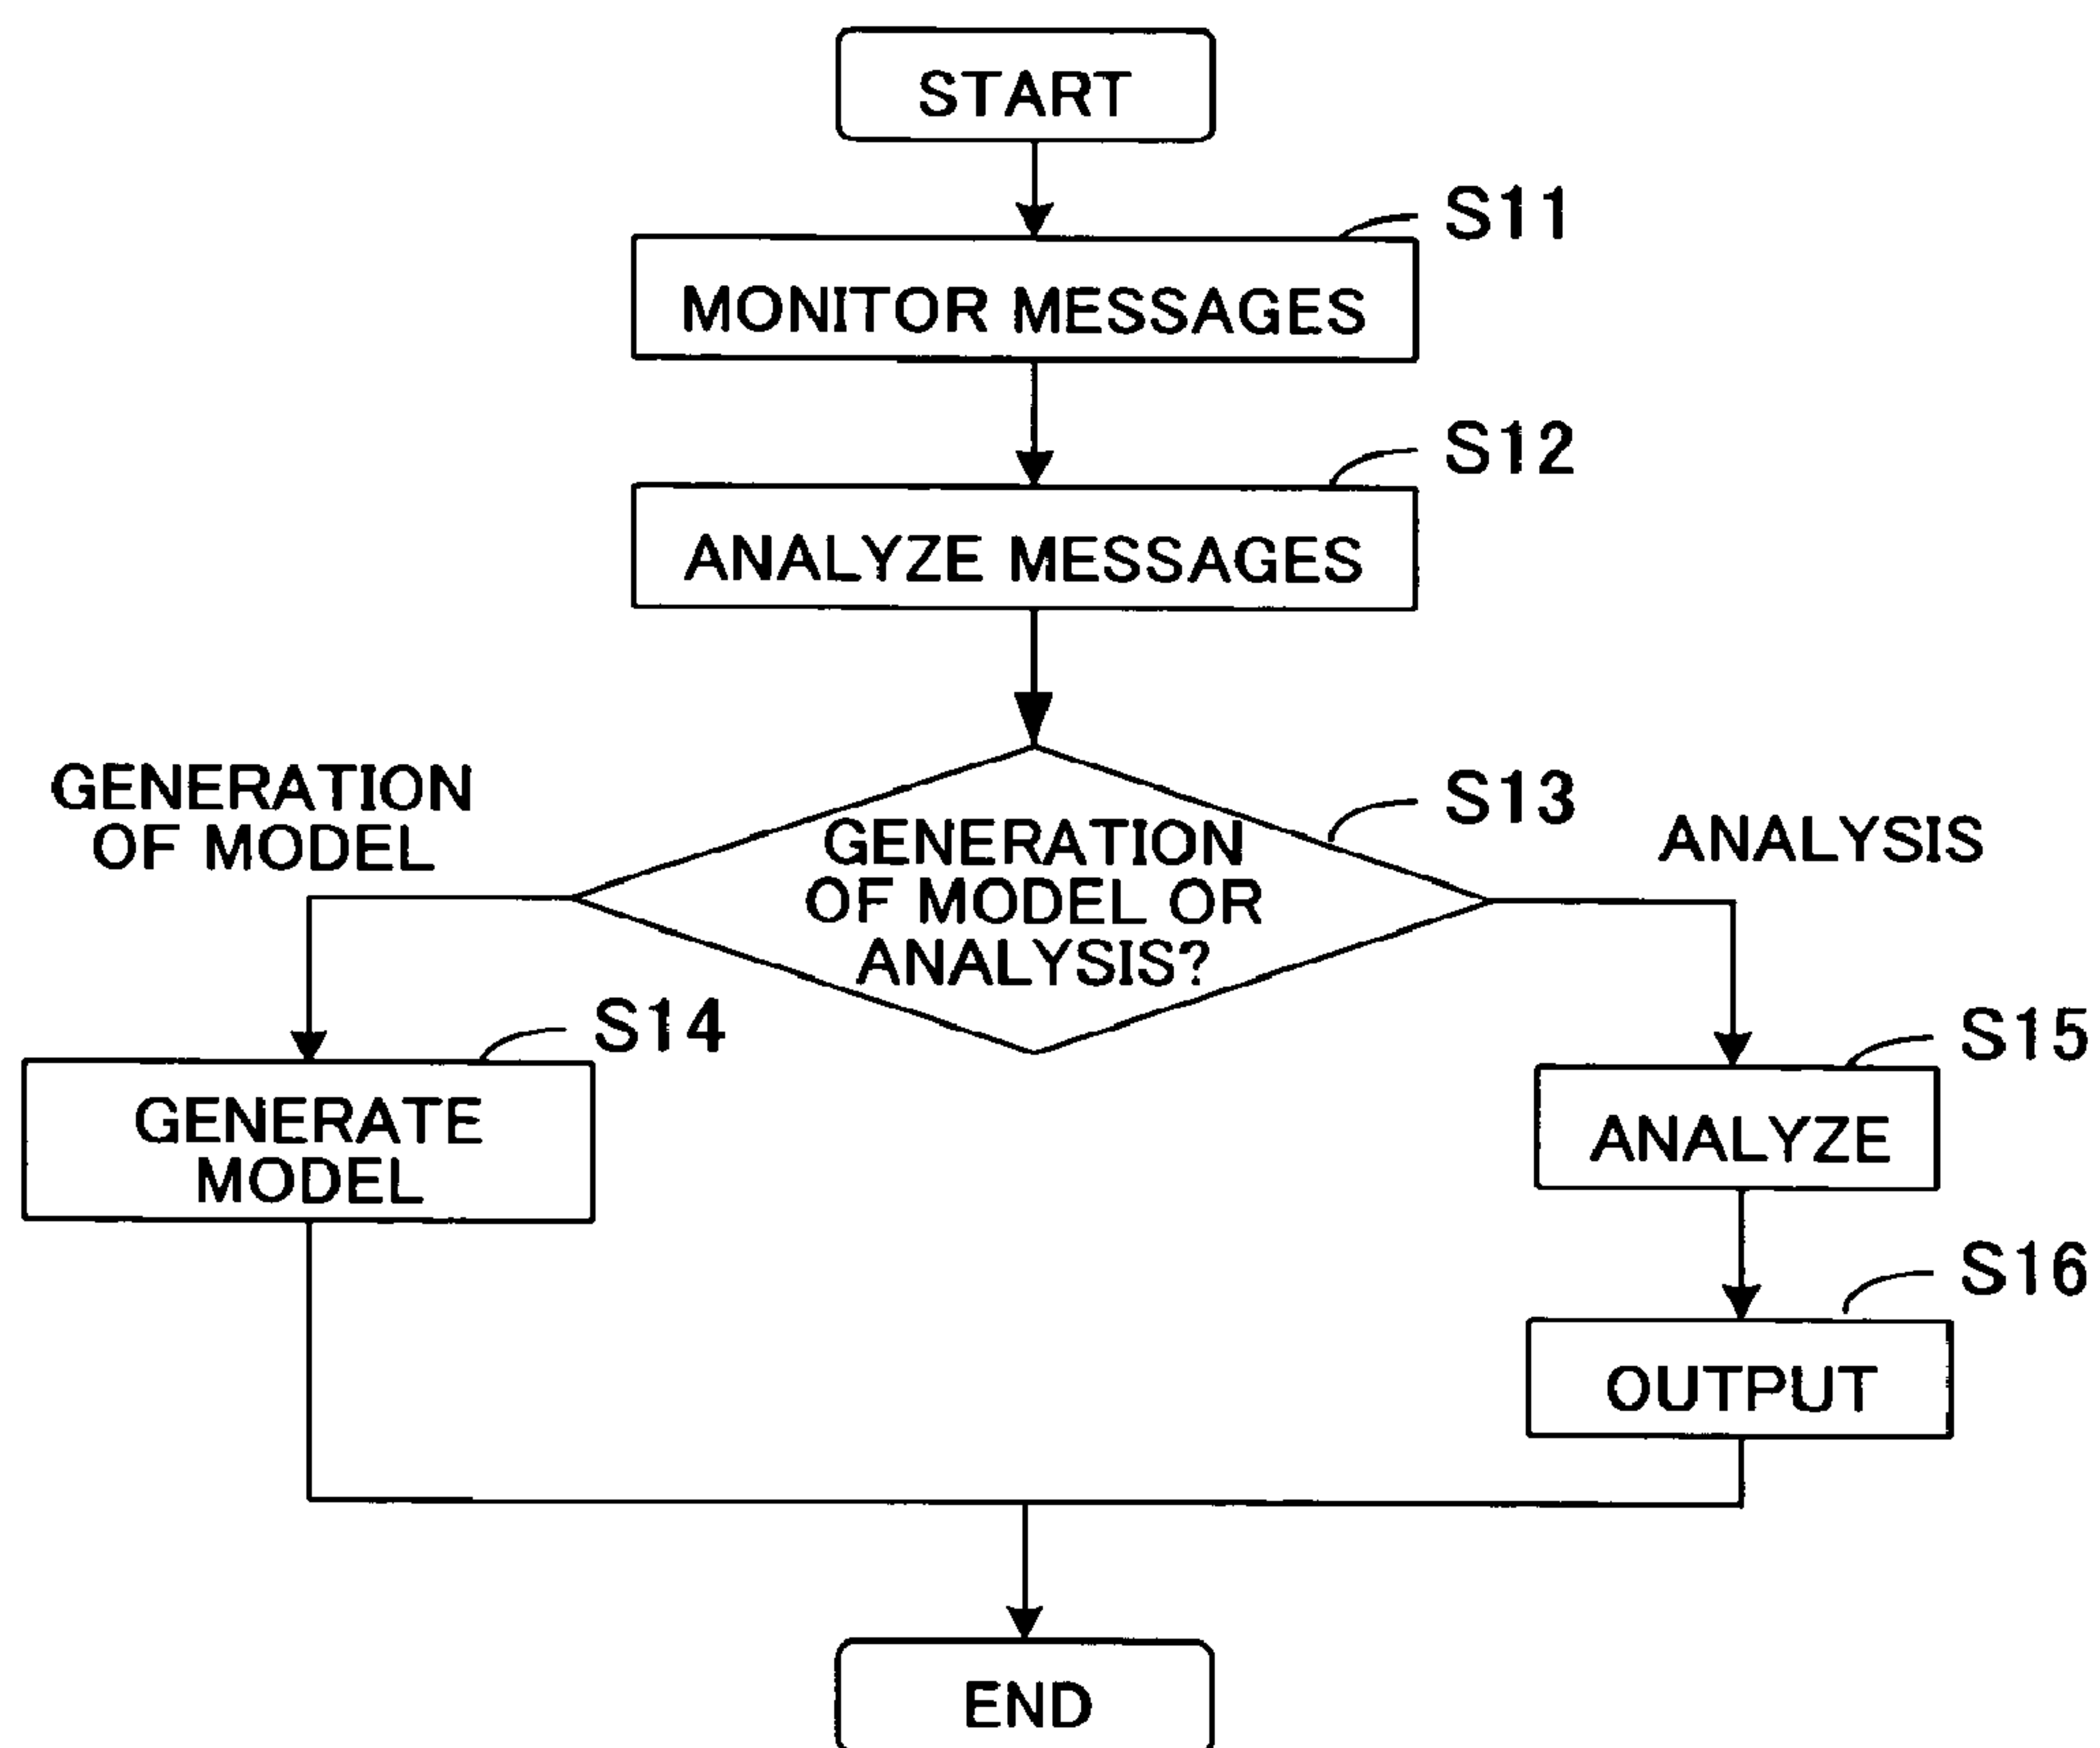 START
S11
MONITOR MESSAGES
S12
ANALYZE MESSAGES
GENERATION
OF MODEL
S13
GENERATION
OF MODEL OR
ANALYSIS?
ANALYSIS
S14
GENERATE
MODEL
S15
ANALYZE
S16
OUTPUT
END